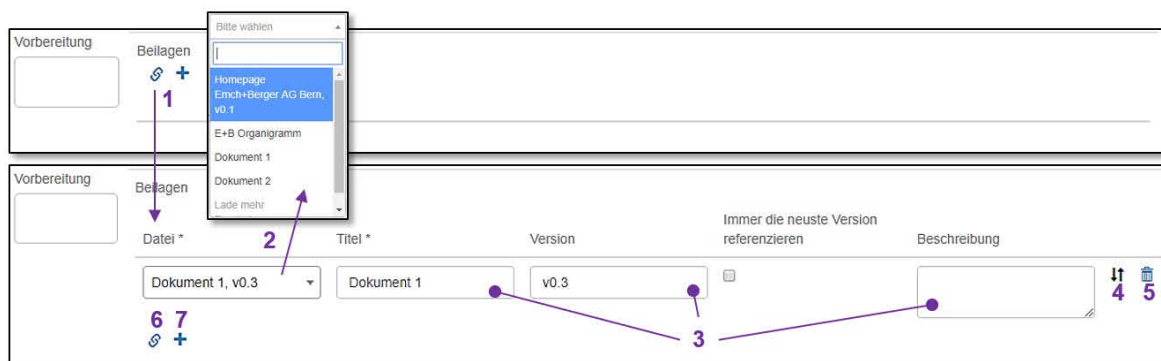 Bitte wählen
Vorbereitung
Beilagen
1
Homepage
Emch+Berger AG Bern,
v0.1
E+B Organigramm
Dokument 1
Dokument 2
Lade mehr
Vorbereitung
Beilagen
Datei *
2
Titel *
Version
Immer die neuste Version
referenzieren
Beschreibung
Dokument 1, v0.3
Dokument 1
v0.3
4
5
6
7
3